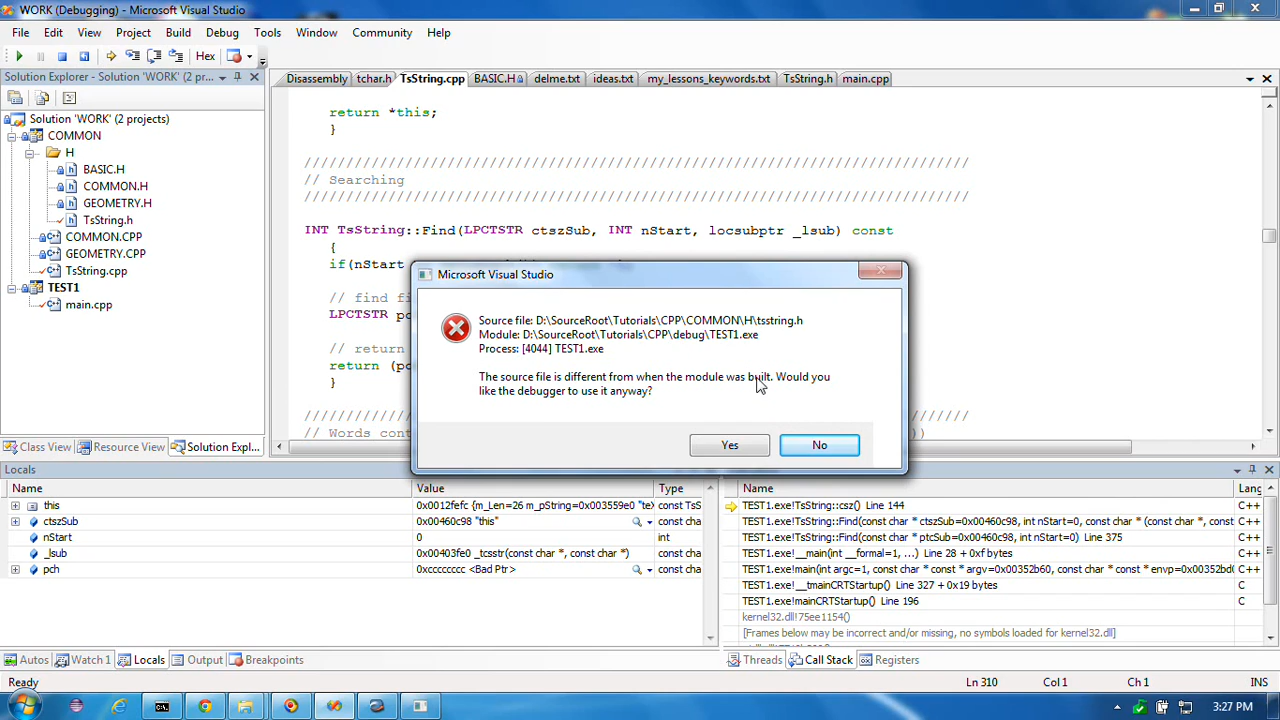 WORK (Debugging) - Microsoft Visual Studio
File Edit View Project Build Debug Tools Window Community Help
Hex
Solution Explorer - Solution 'WORK' (2 pr...
Disassembly tchar.h TsString.cpp BASIC.H delme.txt ideas.txt my_lessons_keywords.txt TsString.h main.cpp
Solution 'WORK' (2 projects)
COMMON
H
BASIC.H
COMMON.H
GEOMETRY.H
TsString.h
COMMON.CPP
GEOMETRY.CPP
TsString.cpp
TEST1
main.cpp
return *this;
}
///////////////////////////////////////////////////////////////////////////////
// Searching
///////////////////////////////////////////////////////////////////////////////
INT TsString::Find(LPCTSTR ctszSub, INT nStart, locsubptr _lsub) const
{
if(nStart
// find fi
LPCTSTR pc
// return
return (pc
}
// Words cont
Microsoft Visual Studio
Source file: D:\SourceRoot\Tutorials\CPP\COMMON\H\tsstring.h
Module: D:\SourceRoot\Tutorials\CPP\debug\TEST1.exe
Process: [4044] TEST1.exe
The source file is different from when the module was built. Would you
like the debugger to use it anyway?
Yes No
Class View Resource View Solution Expl...
Locals
Name Value Type
this 0x0012fefc {m_Len=26 m_pString=0x003559e0 "teX const TsS
ctszSub 0x00460c98 "this" const cha
nStart 0 int
_lsub 0x00403fe0 _tcsstr(const char *, const char *) const cha
pch 0xcccccccc <Bad Ptr> const cha
Name Lang
TEST1.exe!TsString::csz() Line 144 C++
TEST1.exe!TsString::Find(const char * ctszSub=0x00460c98, int nStart=0, const char * (const char *, const C++
TEST1.exe!TsString::Find(const char * ptcSub=0x00460c98, int nStart=0) Line 375 C++
TEST1.exe!__main(int __formal=1, ...) Line 28 + 0xf bytes C++
TEST1.exe!main(int argc=1, const char * const * argv=0x00352b60, const char * const * envp=0x00352bd0 C++
TEST1.exe!__tmainCRTStartup() Line 327 + 0x19 bytes C
TEST1.exe!mainCRTStartup() Line 196 C
kernel32.dll!75ee1154()
[Frames below may be incorrect and/or missing, no symbols loaded for kernel32.dll]
Autos Watch 1 Locals Output Breakpoints
Threads Call Stack Registers
Ready Ln 310 Col 1 Ch 1 INS
3:27 PM